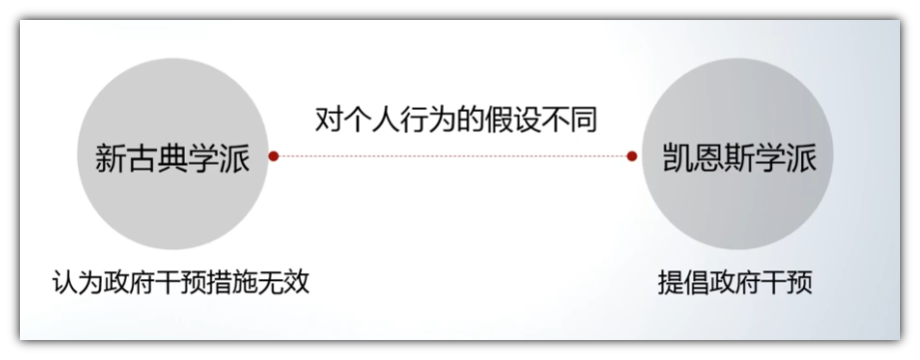 对个人行为的假设不同
新古典学派
凯恩斯学派
认为政府干预措施无效
提倡政府干预